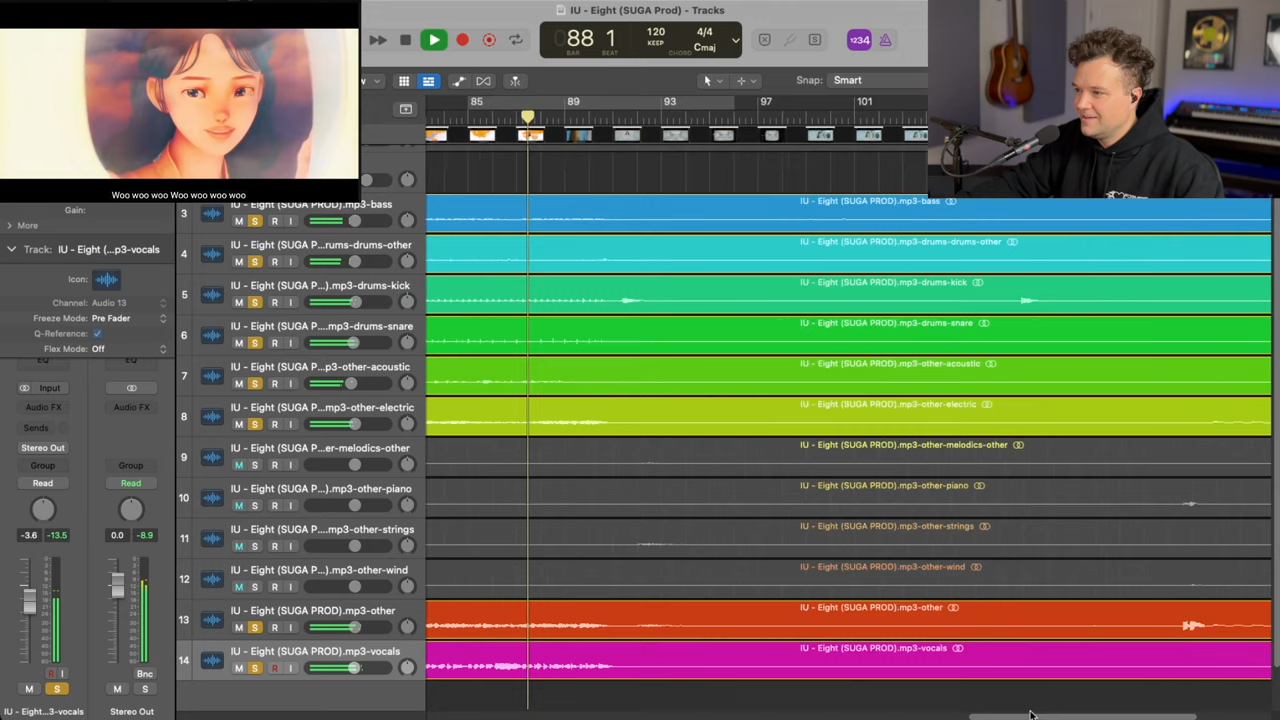 IU - Eight (SUGA Prod) - Tracks
88 1
BAR BEAT
120
KEEP
4/4
Cmaj
CHORD
1234
Snap: Smart
85 89 93 97 101
Woo woo woo Woo woo woo woo
Gain:
More
Track: IU - Eight (...p3-vocals
Icon:
Channel: Audio 13
Freeze Mode: Pre Fader
Q-Reference:
Flex Mode: Off
EQ EQ
Input
Audio FX Audio FX
Sends
Stereo Out
Group Group
Read Read
-3.6 -13.5 0.0 -8.9
R I Bnc
M S M S
IU - Eight...3-vocals Stereo Out
3 IU - Eight (SUGA PROD).mp3-bass
M S R I
4 IU - Eight (SUGA P...rums-drums-other
M S R I
5 IU - Eight (SUGA P...).mp3-drums-kick
M S R I
6 IU - Eight (SUGA P....mp3-drums-snare
M S R I
7 IU - Eight (SUGA P...p3-other-acoustic
M S R I
8 IU - Eight (SUGA P...mp3-other-electric
M S R I
9 IU - Eight (SUGA P...er-melodics-other
M S R I
10 IU - Eight (SUGA P...).mp3-other-piano
M S R I
11 IU - Eight (SUGA P....mp3-other-strings
M S R I
12 IU - Eight (SUGA P...).mp3-other-wind
M S R I
13 IU - Eight (SUGA PROD).mp3-other
M S R I
14 IU - Eight (SUGA PROD).mp3-vocals
M S R I
IU - Eight (SUGA PROD).mp3-bass
IU - Eight (SUGA PROD).mp3-drums-drums-other
IU - Eight (SUGA PROD).mp3-drums-kick
IU - Eight (SUGA PROD).mp3-drums-snare
IU - Eight (SUGA PROD).mp3-other-acoustic
IU - Eight (SUGA PROD).mp3-other-electric
IU - Eight (SUGA PROD).mp3-other-melodics-other
IU - Eight (SUGA PROD).mp3-other-piano
IU - Eight (SUGA PROD).mp3-other-strings
IU - Eight (SUGA PROD).mp3-other-wind
IU - Eight (SUGA PROD).mp3-other
IU - Eight (SUGA PROD).mp3-vocals